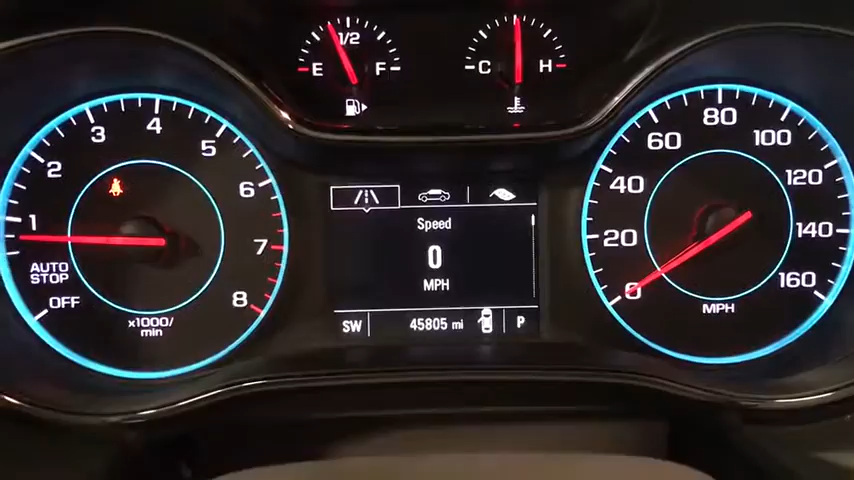 1/2
E F
C H
1 2 3 4 5 6 7 8
AUTO
STOP
OFF
x1000/
min
Speed
0
MPH
SW 45805 mi P
0 20 40 60 80 100 120 140 160
MPH